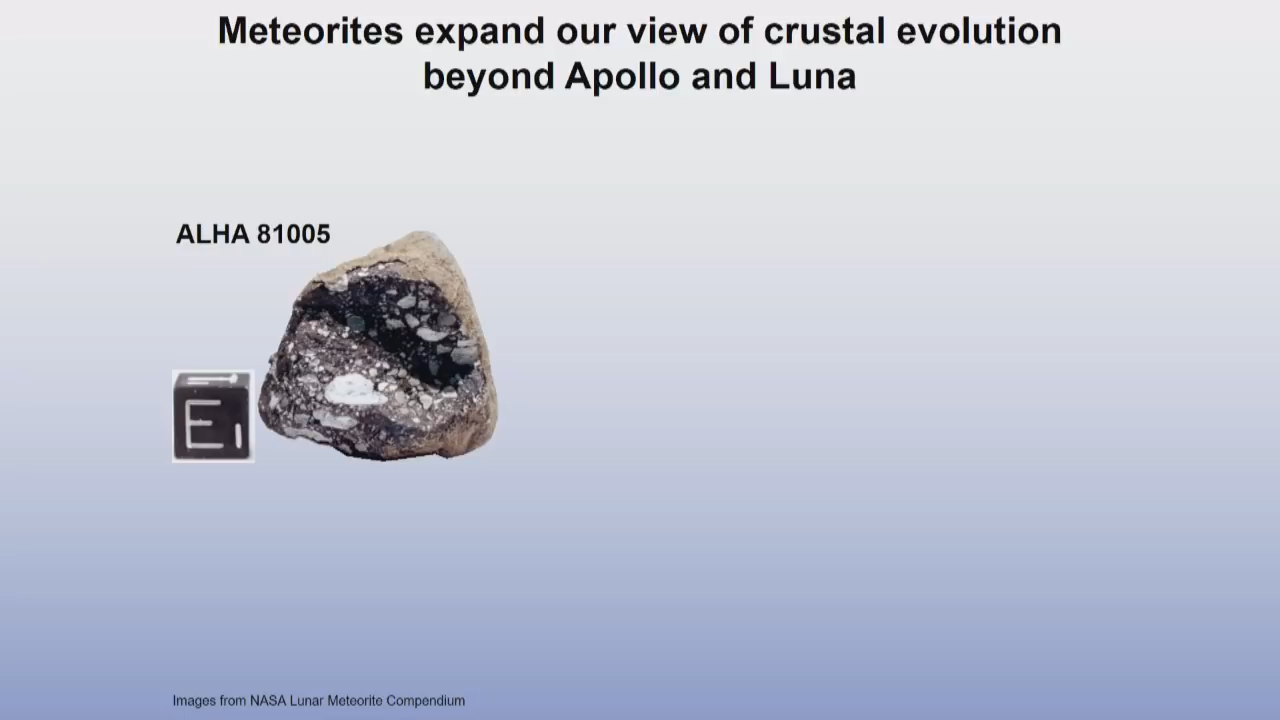 Meteorites expand our view of crustal evolution
beyond Apollo and Luna
ALHA 81005
E
Images from NASA Lunar Meteorite Compendium